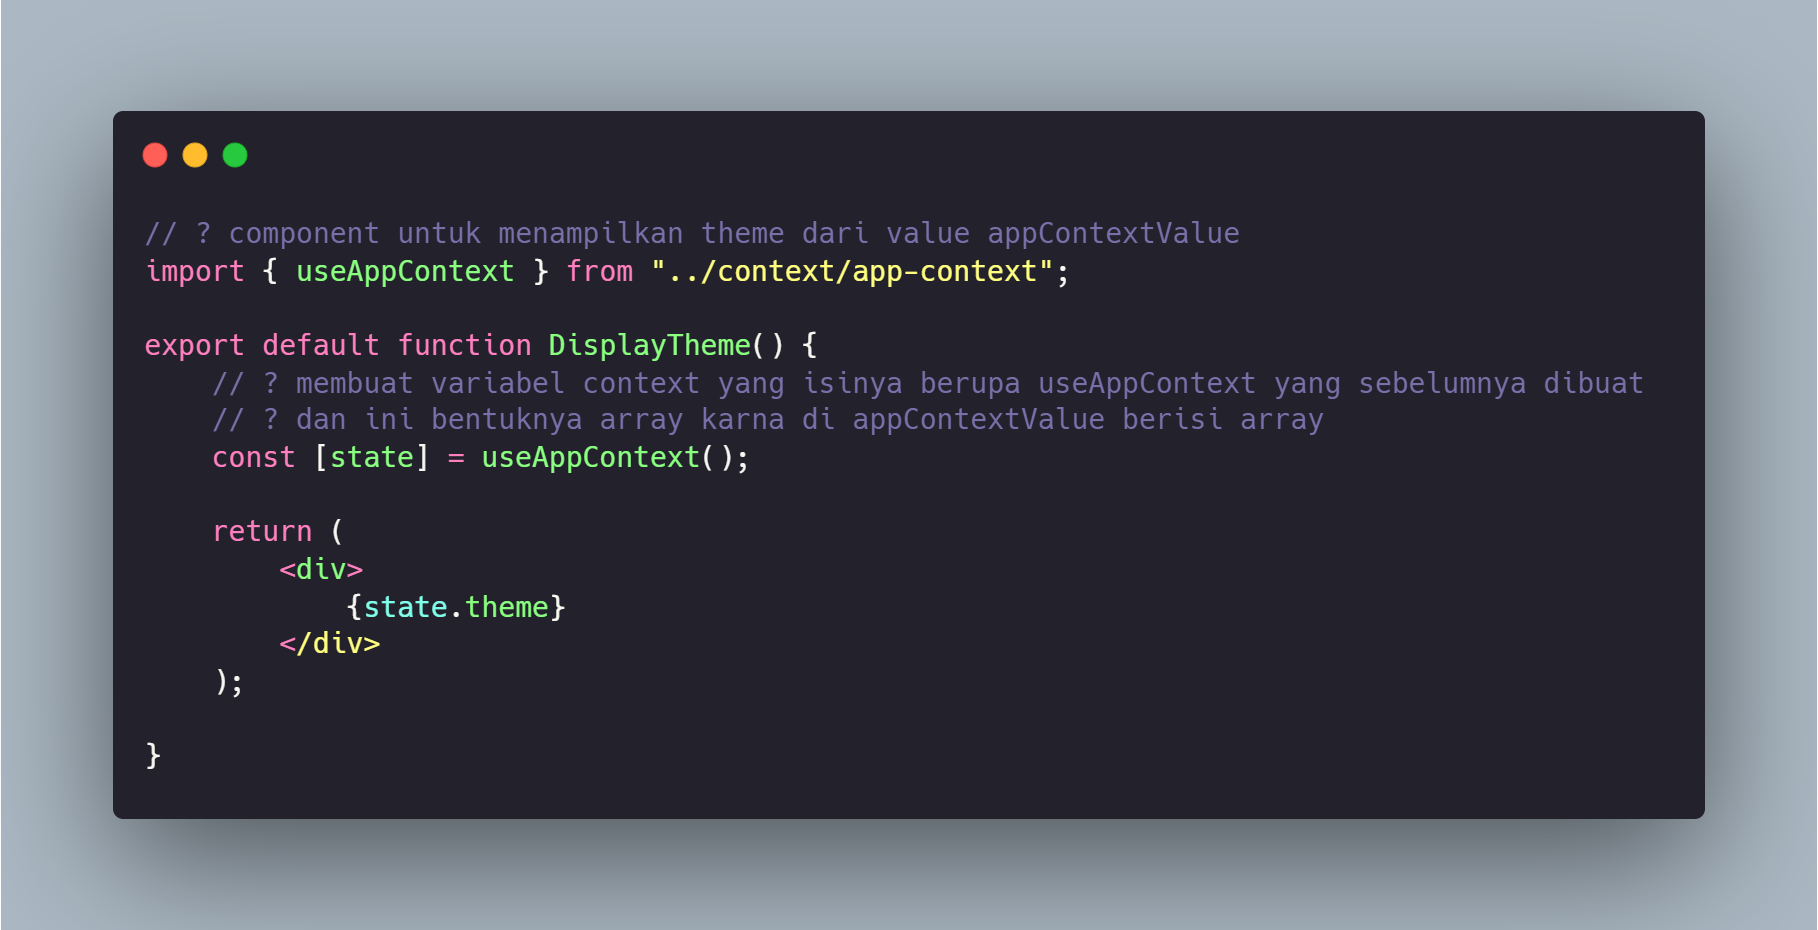 // ? component untuk menampilkan theme dari value appContextValue
import { useAppContext } from "../context/app-context";
export default function DisplayTheme() {
// ? membuat variabel context yang isinya berupa useAppContext yang sebelumnya dibuat
// ? dan ini bentuknya array karna di appContextValue berisi array
const [state] = useAppContext();
return (
<div>
{state.theme}
</div>
);
}